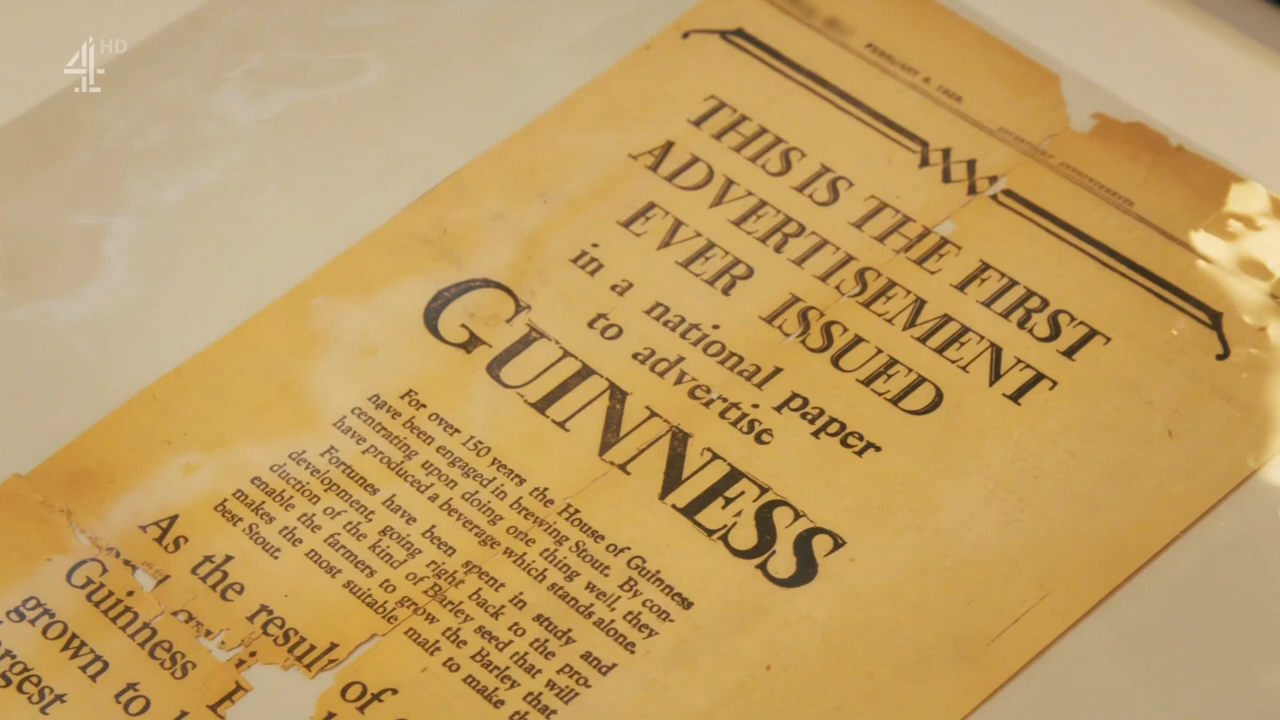 4 HD
FEBRUARY 6, 1929.
THIS IS THE FIRST
ADVERTISEMENT
EVER ISSUED
in a national paper
to advertise
GUINNESS
For over 150 years the House of Guinness
have been engaged in brewing Stout. By con-
centrating upon doing one thing well, they
have produced a beverage which stands alone.
Fortunes have been spent in study and
development, going right back to the pro-
duction of the kind of Barley seed that will
enable the farmers to grow the Barley that
makes the most suitable malt to make the
best Stout.
As the result of
Guinness
grown to
largest